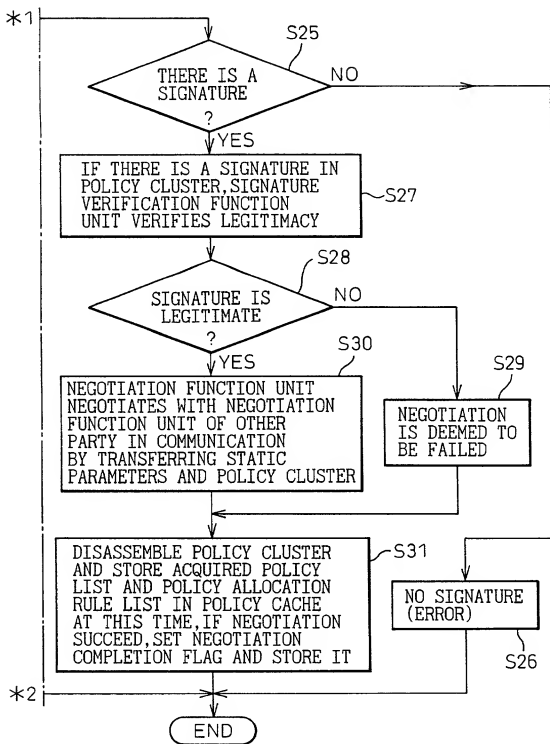 *1
S25
THERE IS A
SIGNATURE
?
NO
YES
IF THERE IS A SIGNATURE IN
POLICY CLUSTER,SIGNATURE
VERIFICATION FUNCTION
UNIT VERIFIES LEGITIMACY
S27
S28
SIGNATURE IS
LEGITIMATE
?
NO
YES
S30
NEGOTIATION FUNCTION UNIT
NEGOTIATES WITH NEGOTIATION
FUNCTION UNIT OF OTHER
PARTY IN COMMUNICATION
BY TRANSFERRING STATIC
PARAMETERS AND POLICY CLUSTER
S29
NEGOTIATION
IS DEEMED TO
BE FAILED
S31
DISASSEMBLE POLICY CLUSTER
AND STORE ACQUIRED POLICY
LIST AND POLICY ALLOCATION
RULE LIST IN POLICY CACHE
AT THIS TIME,IF NEGOTIATION
SUCCEED,SET NEGOTIATION
COMPLETION FLAG AND STORE IT
NO SIGNATURE
(ERROR)
S26
*2
END